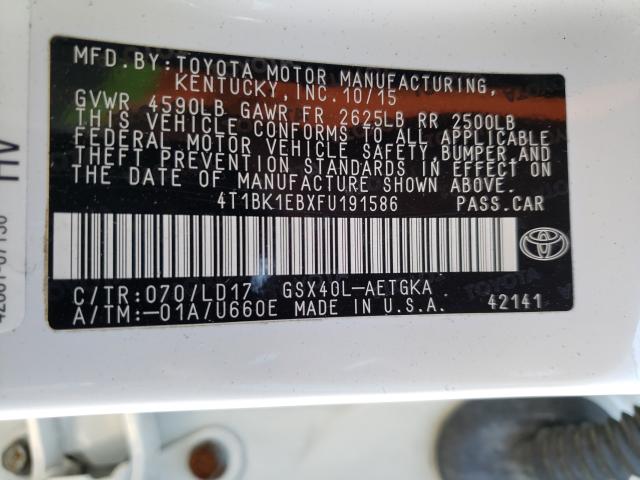 MFD. BY: TOYOTA MOTOR MANUFACTURING,
KENTUCKY, INC. 10/15
GVWR 4590LB GAWR FR 2625LB RR 2500LB
THIS VEHICLE CONFORMS TO ALL APPLICABLE
FEDERAL MOTOR VEHICLE SAFETY, BUMPER, AND
THEFT PREVENTION STANDARDS IN EFFECT ON
THE DATE OF MANUFACTURE SHOWN ABOVE.
4T1BK1EBXFU191586 PASS. CAR
C/TR: 070/LD17 GSX40L-AETGKA
A/TM: -01A/U660E MADE IN U.S.A. 42141
HV
TOYOTA